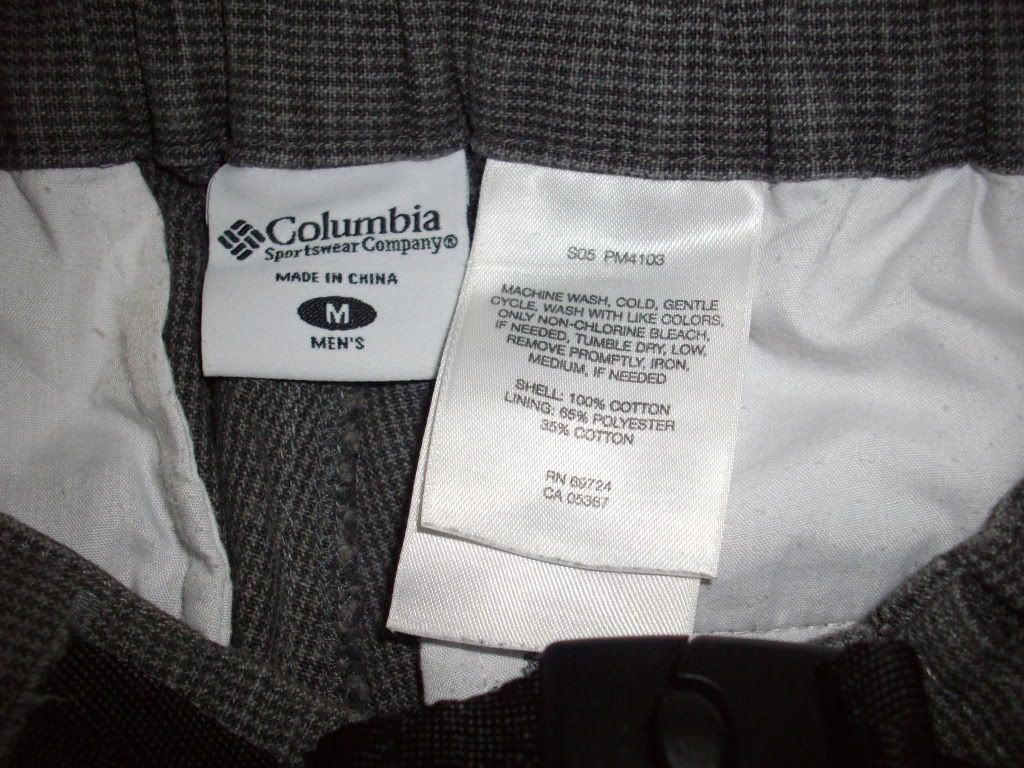 Columbia
Sportswear Company®
MADE IN CHINA
M
MEN'S
S05 PM4103
MACHINE WASH, COLD, GENTLE
CYCLE, WASH WITH LIKE COLORS,
ONLY NON-CHLORINE BLEACH,
IF NEEDED, TUMBLE DRY, LOW,
REMOVE PROMPTLY, IRON,
MEDIUM, IF NEEDED
SHELL: 100% COTTON
LINING: 65% POLYESTER
35% COTTON
RN 69724
CA 05367